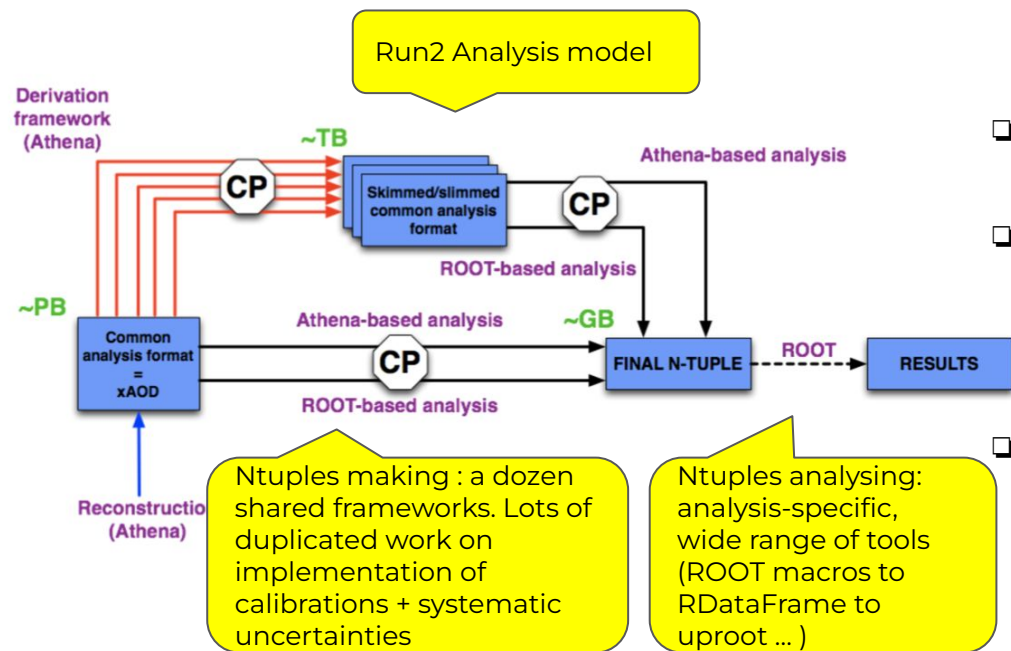 Run2 Analysis model
Derivation
framework
(Athena)
~TB
CP
Skimmed/slimmed
common analysis
format
CP
Athena-based analysis
ROOT-based analysis
~PB
Common
analysis format
=
xAOD
Athena-based analysis
CP
ROOT-based analysis
~GB
FINAL N-TUPLE
ROOT
RESULTS
Reconstructio
(Athena)
Ntuples making : a dozen
shared frameworks. Lots of
duplicated work on
implementation of
calibrations + systematic
uncertainties
Ntuples analysing:
analysis-specific,
wide range of tools
(ROOT macros to
RDataFrame to
uproot ... )